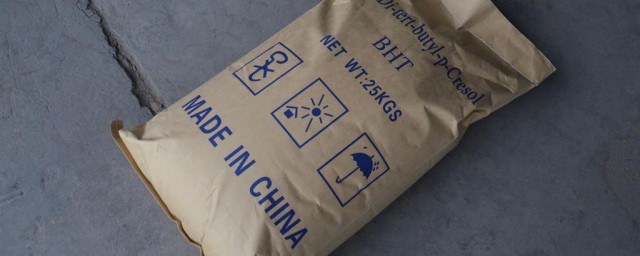 Di-tert-butyl-p-Cresol
BHT
NET WT:25KGS
MADE IN CHINA